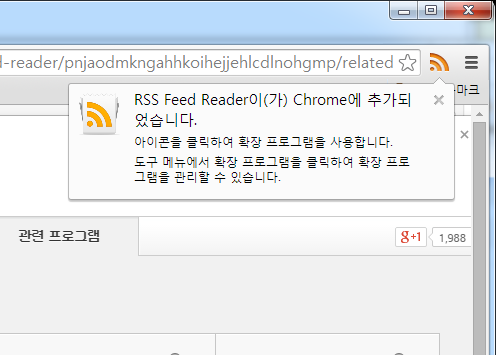 d-reader/pnjaodmkngahhkoihejjehlcdlnohgmp/related
마크
RSS Feed Reader이(가) Chrome에 추가되
었습니다.
아이콘을 클릭하여 확장 프로그램을 사용합니다.
도구 메뉴에서 확장 프로그램을 클릭하여 확장 프로
그램을 관리할 수 있습니다.
관련 프로그램
g+1 1,988